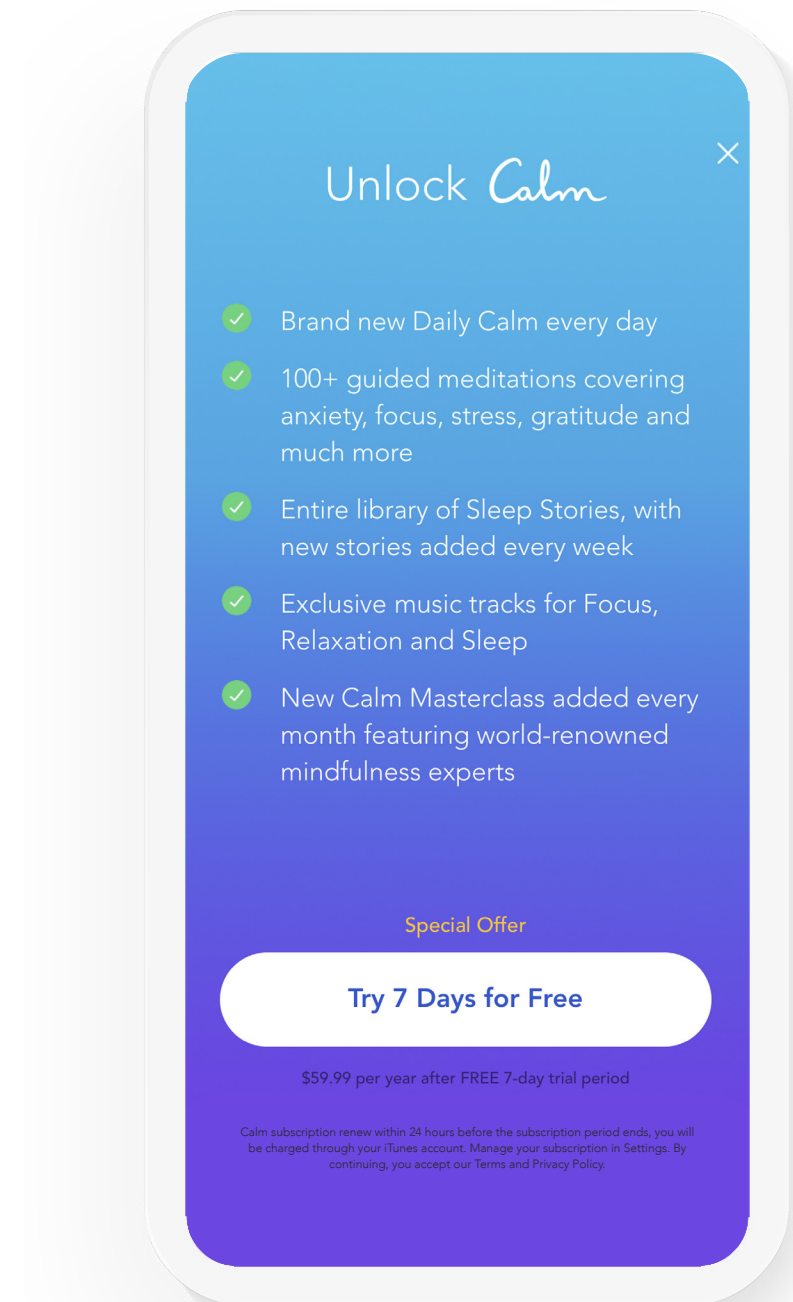 Unlock Calm
Brand new Daily Calm every day
100+ guided meditations covering
anxiety, focus, stress, gratitude and
much more
Entire library of Sleep Stories, with
new stories added every week
Exclusive music tracks for Focus,
Relaxation and Sleep
New Calm Masterclass added every
month featuring world-renowned
mindfulness experts
Special Offer
Try 7 Days for Free
$59.99 per year after FREE 7-day trial period
Calm subscription renew within 24 hours before the subscription period ends, you will
be charged through your iTunes account. Manage your subscription in Settings. By
continuing, you accept our Terms and Privacy Policy.